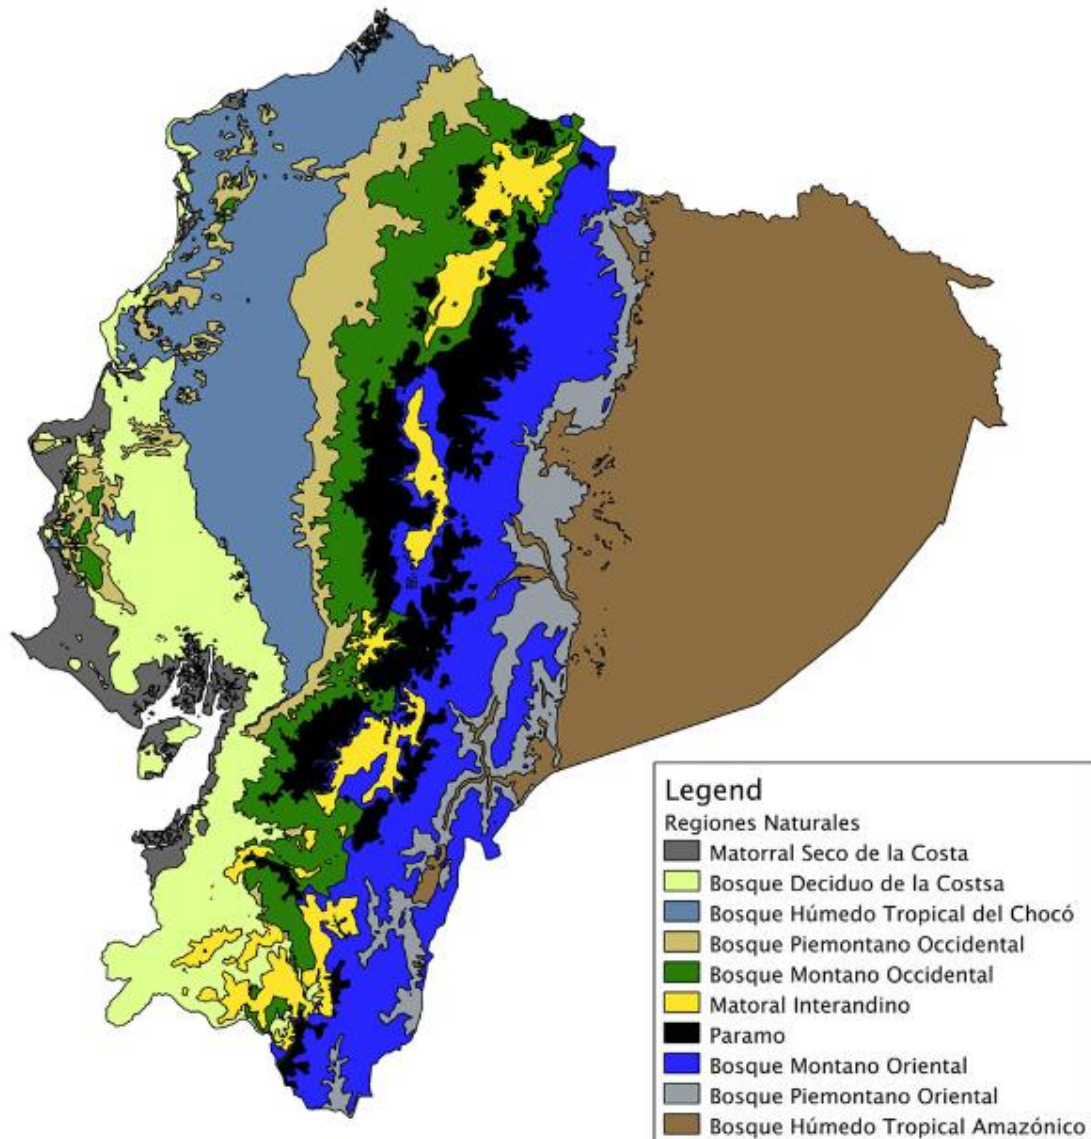 Legend
Regiones Naturales
Matorral Seco de la Costa
Bosque Deciduo de la Costsa
Bosque Húmedo Tropical del Chocó
Bosque Piemontano Occidental
Bosque Montano Occidental
Matoral Interandino
Paramo
Bosque Montano Oriental
Bosque Piemontano Oriental
Bosque Húmedo Tropical Amazónico